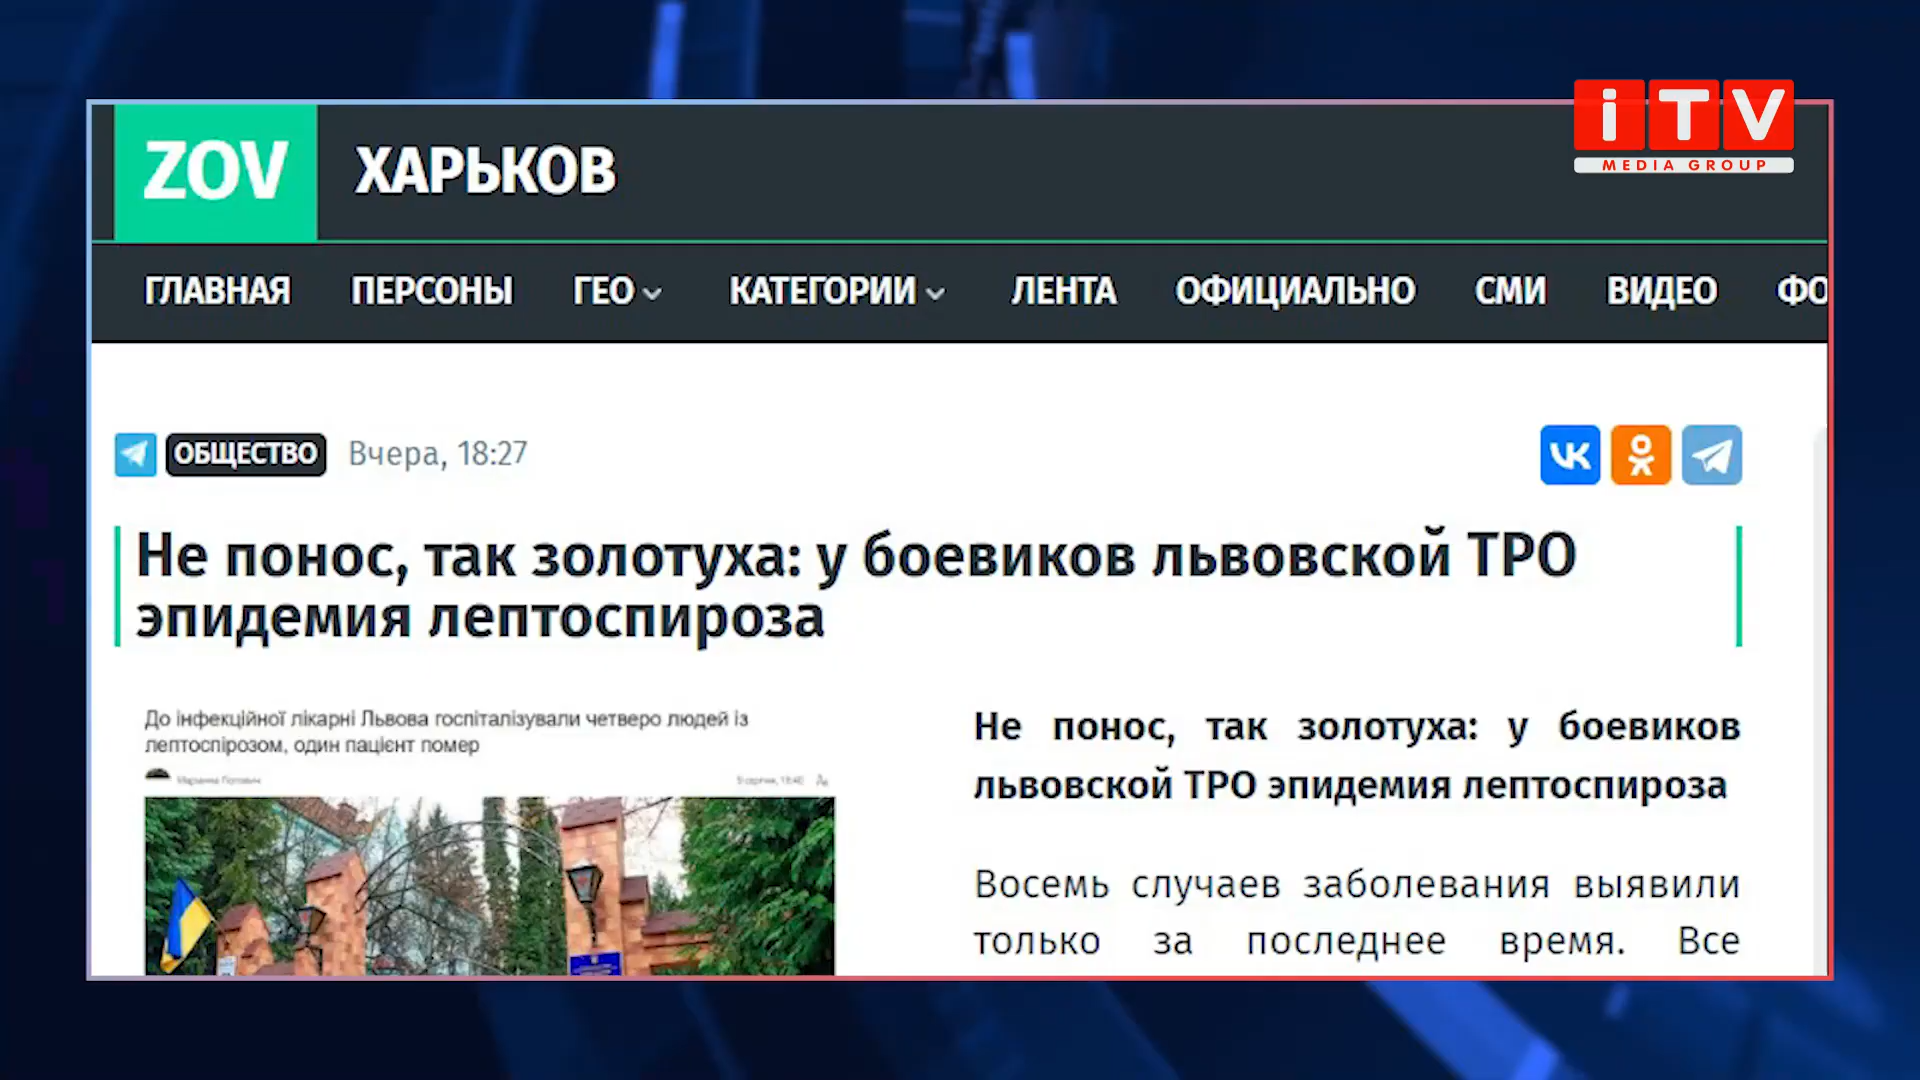 iTV
MEDIA GROUP
ZOV ХАРЬКОВ
ГЛАВНАЯ ПЕРСОНЫ ГЕО КАТЕГОРИИ ЛЕНТА ОФИЦИАЛЬНО СМИ ВИДЕО ФО
ОБЩЕСТВО Вчера, 18:27
Не понос, так золотуха: у боевиков львовской ТРО
эпидемия лептоспироза
До інфекційної лікарні Львова госпіталізували четверо людей із
лептоспірозом, один пацієнт помер
Не понос, так золотуха: у боевиков
львовской ТРО эпидемия лептоспироза
Восемь случаев заболевания выявили
только за последнее время. Все